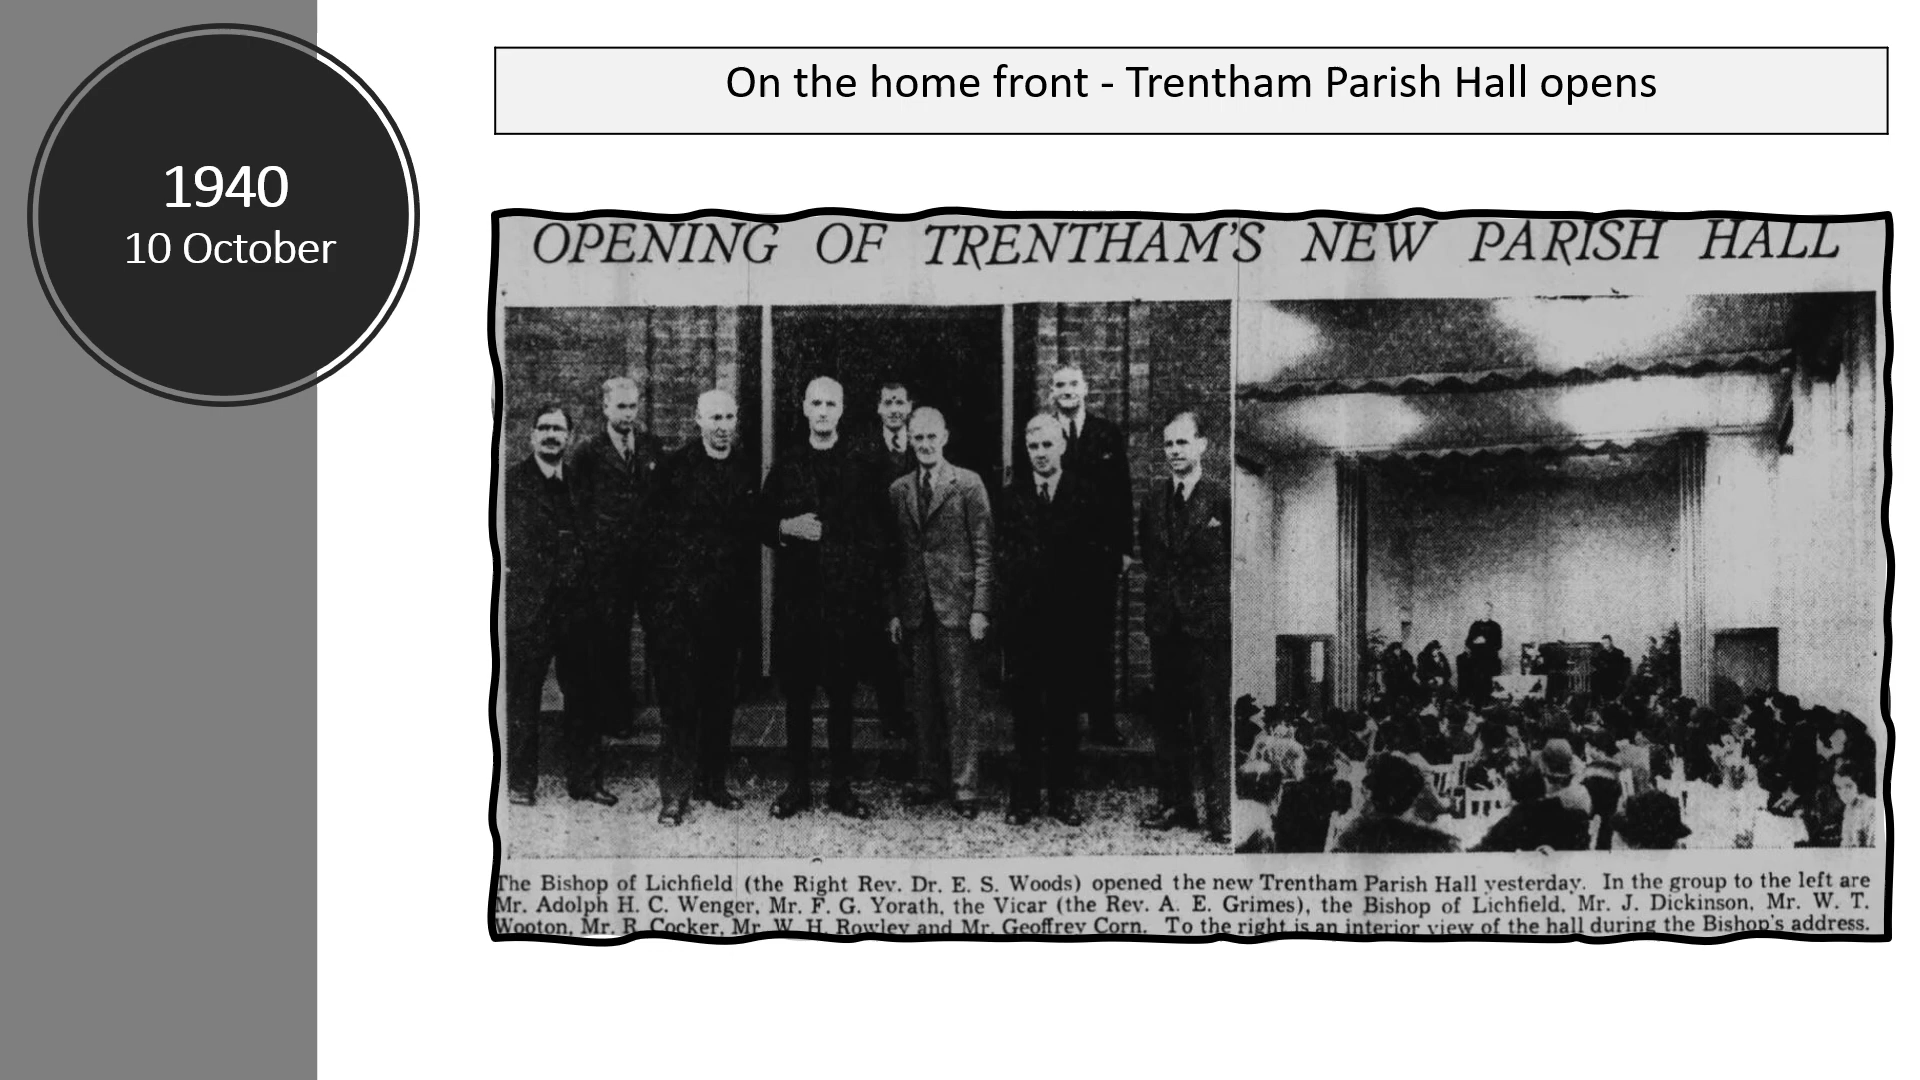 1940
10 October
On the home front - Trentham Parish Hall opens
OPENING OF TRENTHAM'S NEW PARISH HALL
The Bishop of Lichfield (the Right Rev. Dr. E. S. Woods) opened the new Trentham Parish Hall yesterday. In the group to the left are
Mr. Adolph H. C. Wenger, Mr. F. G. Yorath, the Vicar (the Rev. A. E. Grimes), the Bishop of Lichfield, Mr. J. Dickinson, Mr. W. T.
Wooton, Mr. R. Cocker, Mr. W. H. Rowley and Mr. Geoffrey Corn. To the right is an interior view of the hall during the Bishop's address.